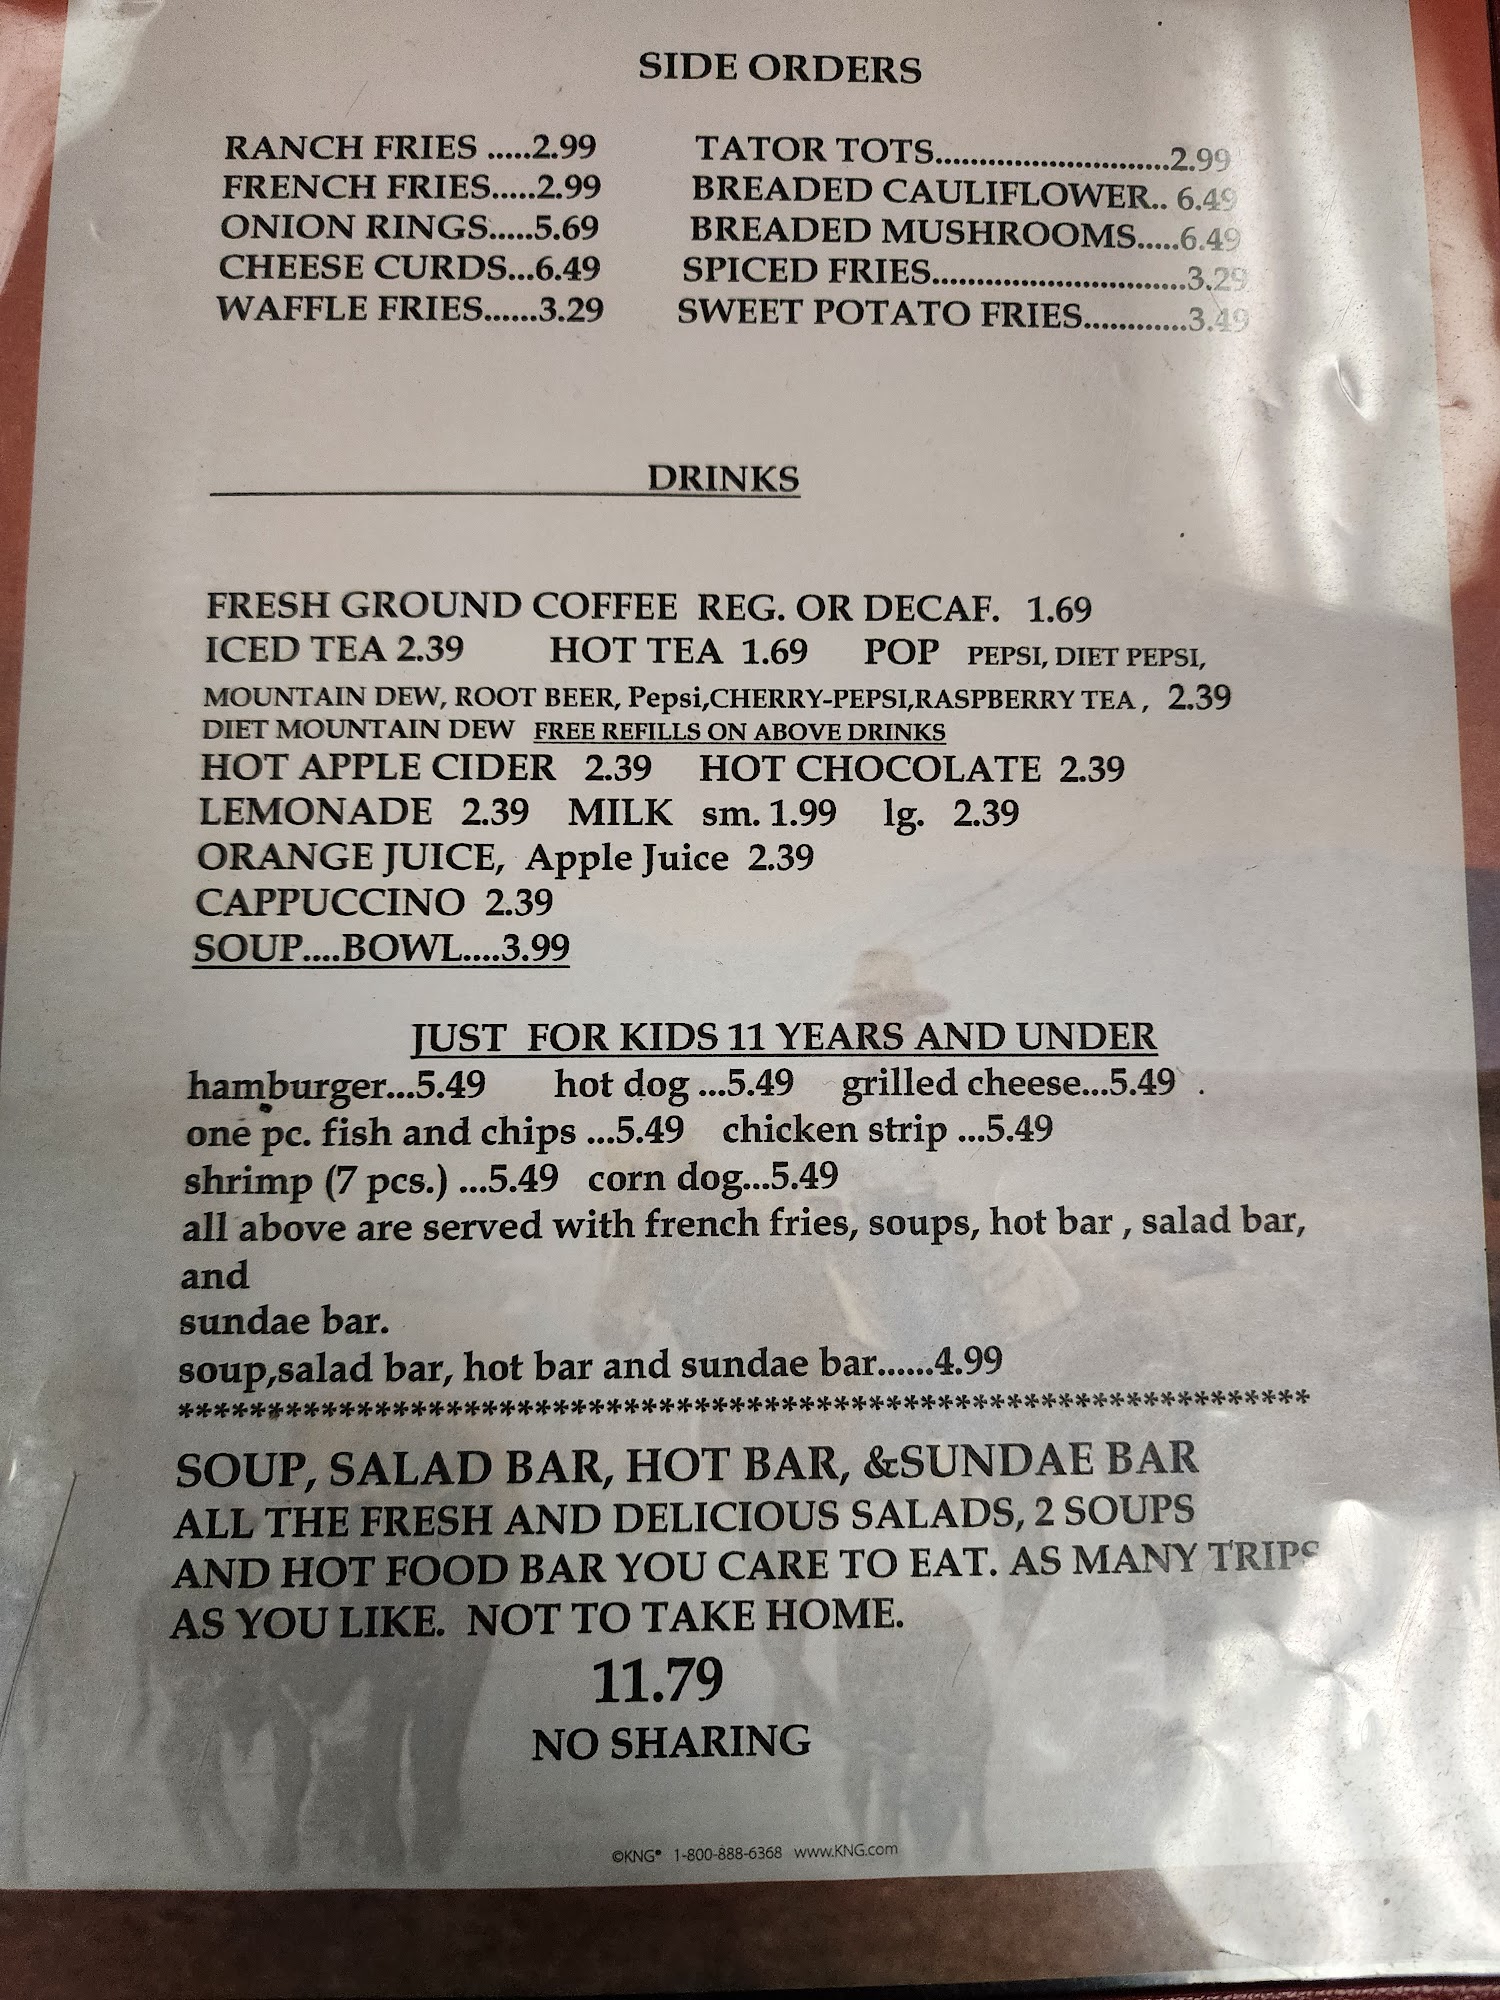 SIDE ORDERS
RANCH FRIES .....2.99 TATOR TOTS...........................2.99
FRENCH FRIES.....2.99 BREADED CAULIFLOWER.. 6.49
ONION RINGS.....5.69 BREADED MUSHROOMS.....6.49
CHEESE CURDS...6.49 SPICED FRIES.............................3.29
WAFFLE FRIES......3.29 SWEET POTATO FRIES............3.49
DRINKS
FRESH GROUND COFFEE REG. OR DECAF. 1.69
ICED TEA 2.39 HOT TEA 1.69 POP PEPSI, DIET PEPSI,
MOUNTAIN DEW, ROOT BEER, Pepsi,CHERRY-PEPSI,RASPBERRY TEA , 2.39
DIET MOUNTAIN DEW FREE REFILLS ON ABOVE DRINKS
HOT APPLE CIDER 2.39 HOT CHOCOLATE 2.39
LEMONADE 2.39 MILK sm. 1.99 lg. 2.39
ORANGE JUICE, Apple Juice 2.39
CAPPUCCINO 2.39
SOUP....BOWL....3.99
JUST FOR KIDS 11 YEARS AND UNDER
hamburger...5.49 hot dog ...5.49 grilled cheese...5.49 .
one pc. fish and chips ...5.49 chicken strip ...5.49
shrimp (7 pcs.) ...5.49 corn dog...5.49
all above are served with french fries, soups, hot bar , salad bar,
and
sundae bar.
soup,salad bar, hot bar and sundae bar......4.99
****************************************************************
SOUP, SALAD BAR, HOT BAR, &SUNDAE BAR
ALL THE FRESH AND DELICIOUS SALADS, 2 SOUPS
AND HOT FOOD BAR YOU CARE TO EAT. AS MANY TRIPS
AS YOU LIKE. NOT TO TAKE HOME.
11.79
NO SHARING
©KNG® 1-800-888-6368 www.KNG.com